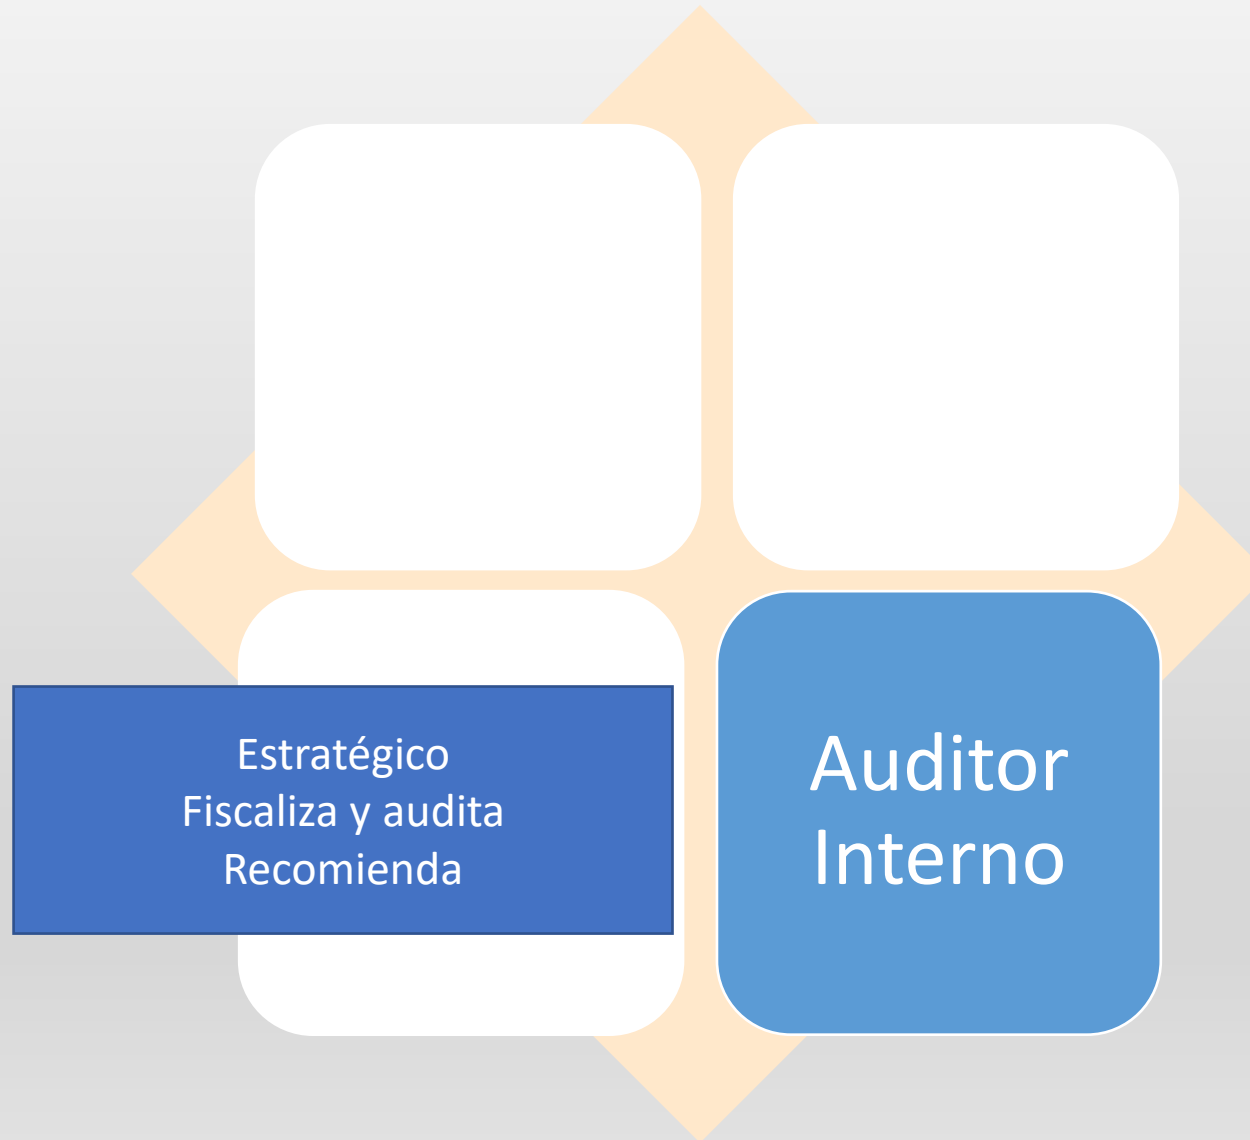 Estratégico
Fiscaliza y audita
Recomienda
Auditor
Interno